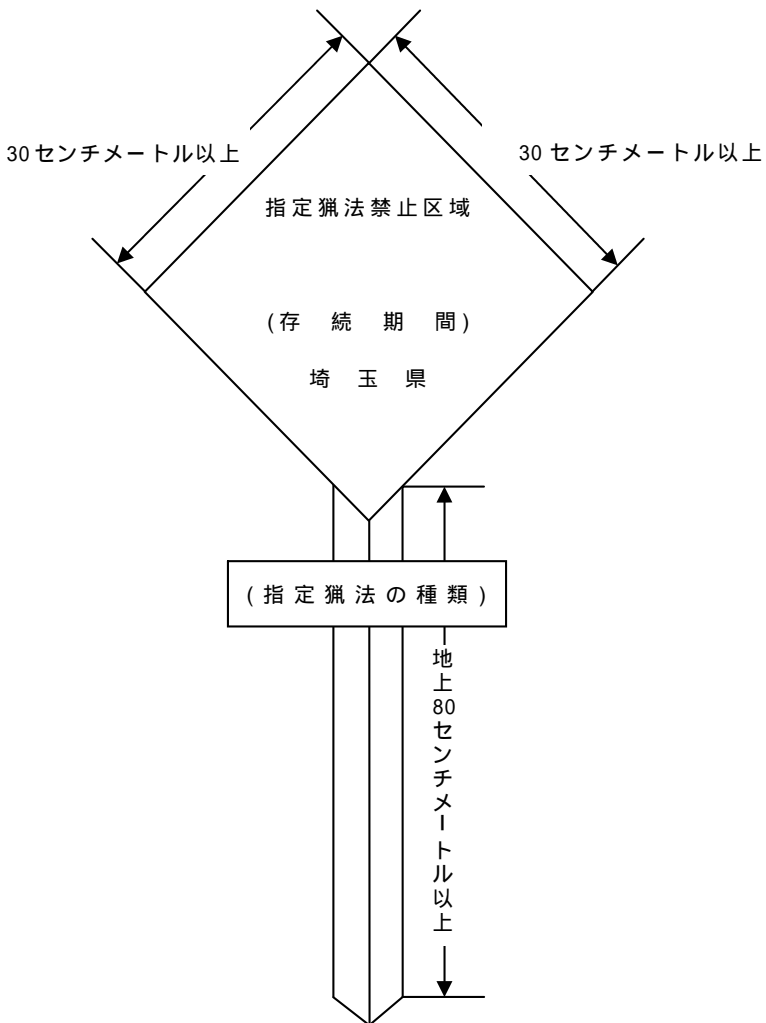 30センチメートル以上
30センチメートル以上
指定猟法禁止区域
(存続期間)
埼玉県
(指定猟法の種類)
地上80センチメートル以上